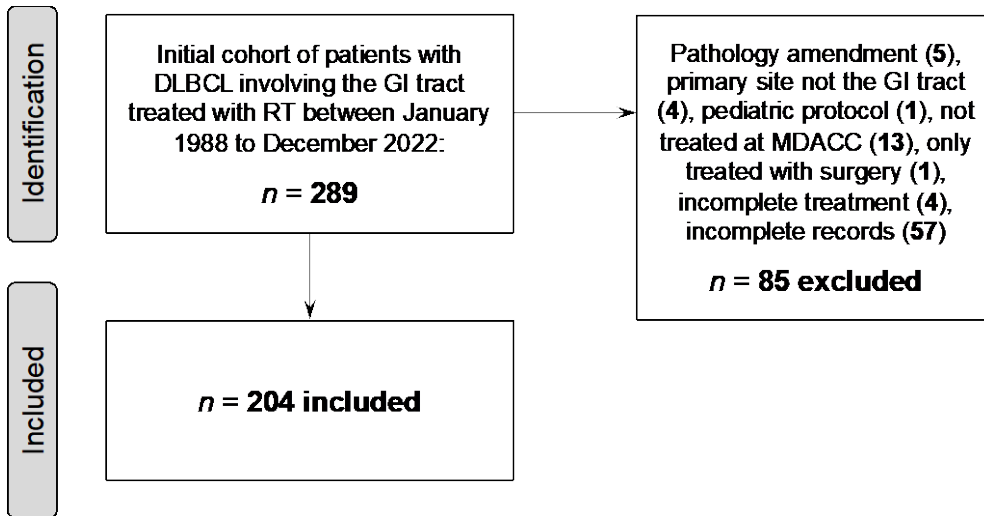 Identification
Initial cohort of patients with
DLBCL involving the GI tract
treated with RT between January
1988 to December 2022:
n = 289
Pathology amendment (5),
primary site not the GI tract
(4), pediatric protocol (1), not
treated at MDACC (13), only
treated with surgery (1),
incomplete treatment (4),
incomplete records (57)
n = 85 excluded
Included
n = 204 included